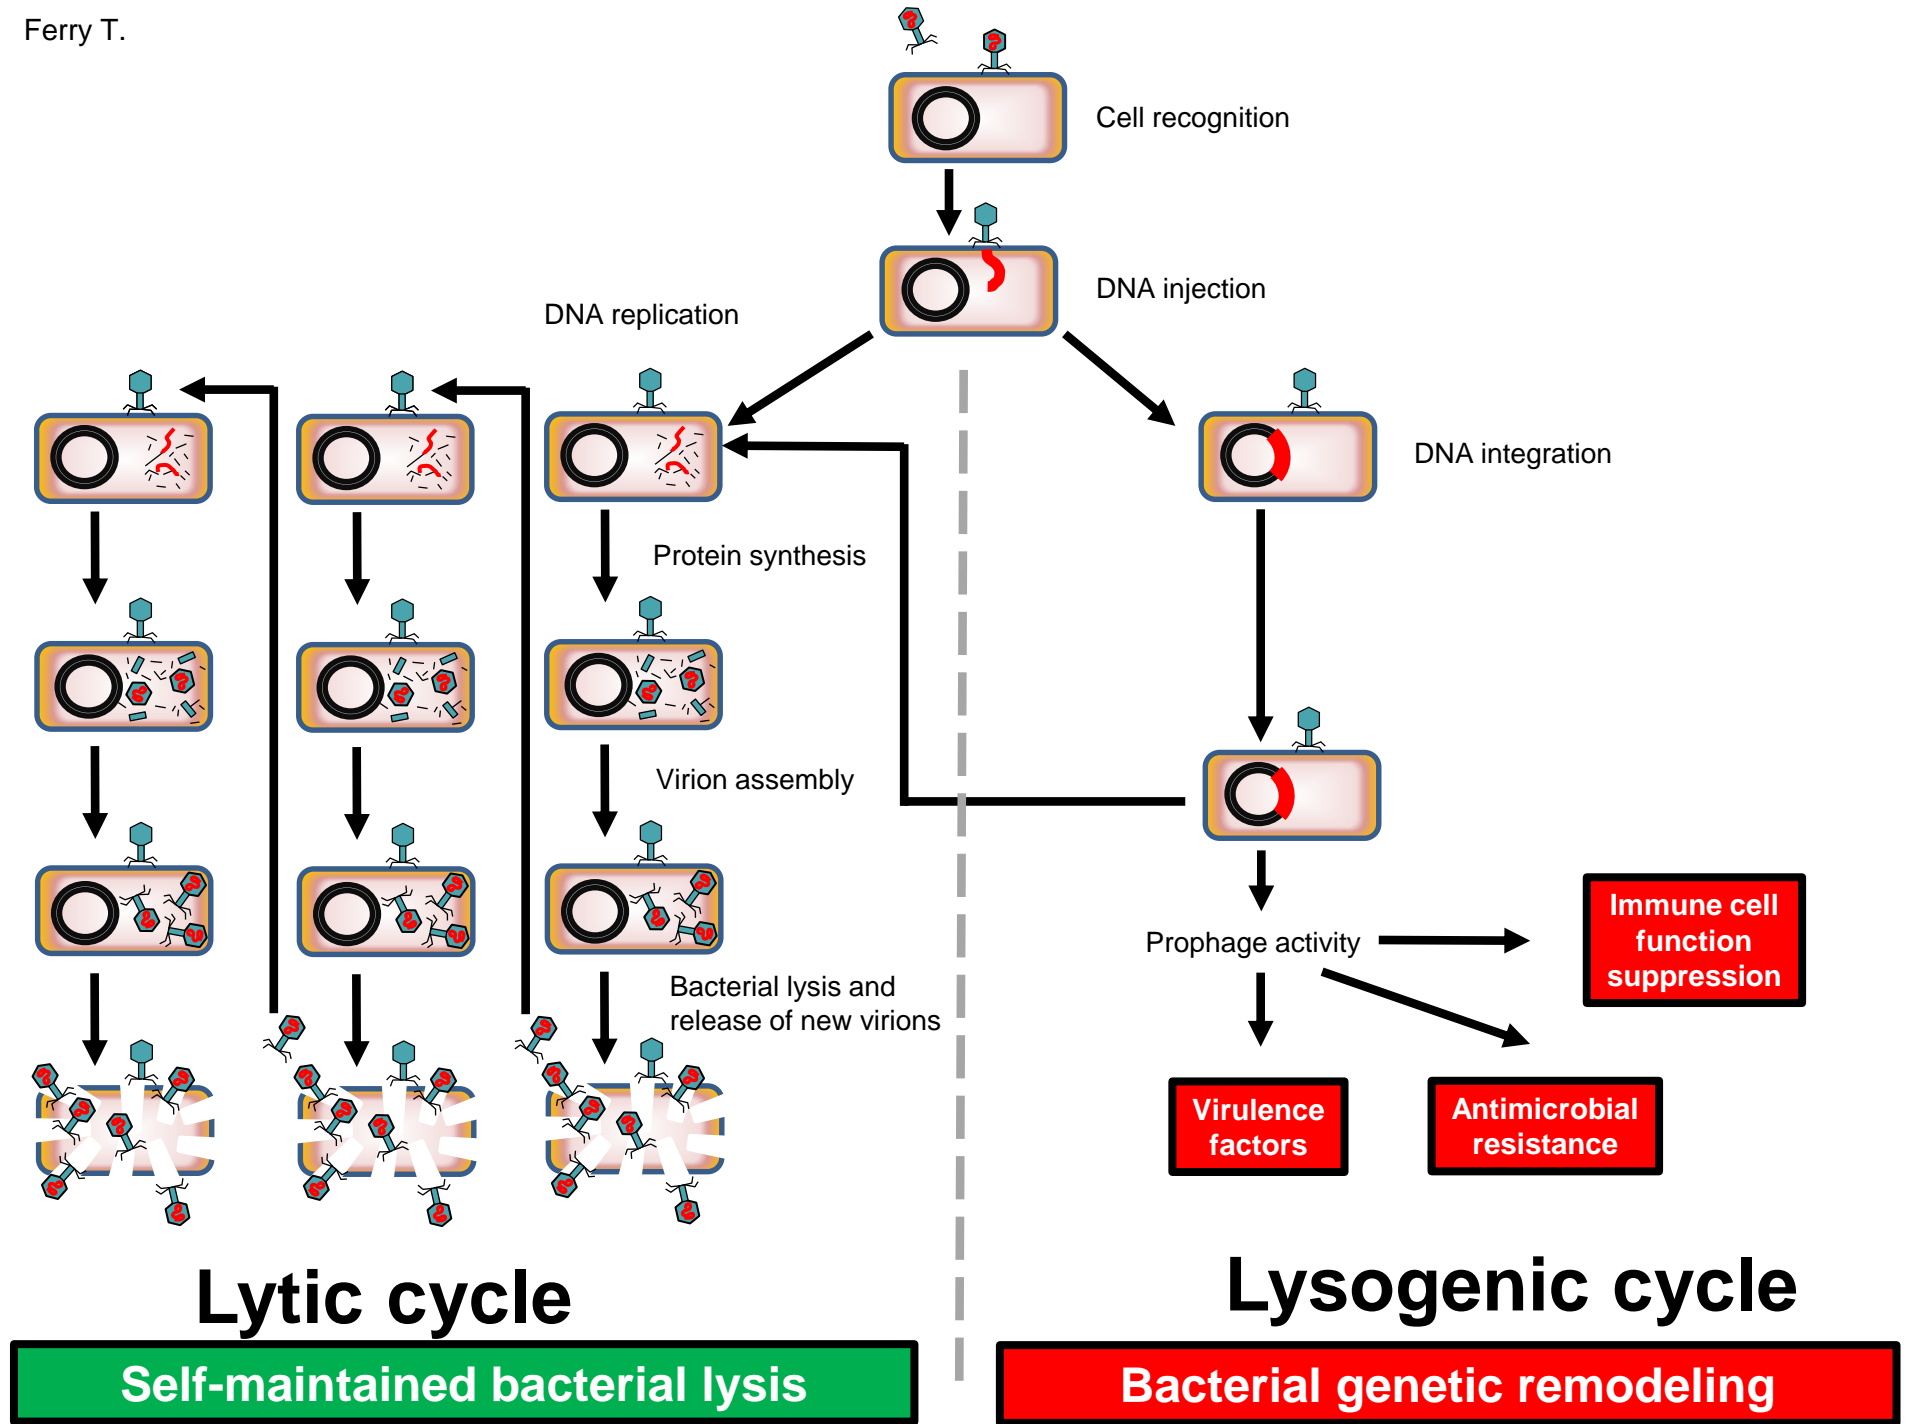 Ferry T.
Cell recognition
DNA injection
DNA replication
DNA integration
Protein synthesis
Virion assembly
Bacterial lysis and
release of new virions
Prophage activity
Immune cell
function
suppression
Virulence
factors
Antimicrobial
resistance
Lytic cycle
Lysogenic cycle
Self-maintained bacterial lysis
Bacterial genetic remodeling